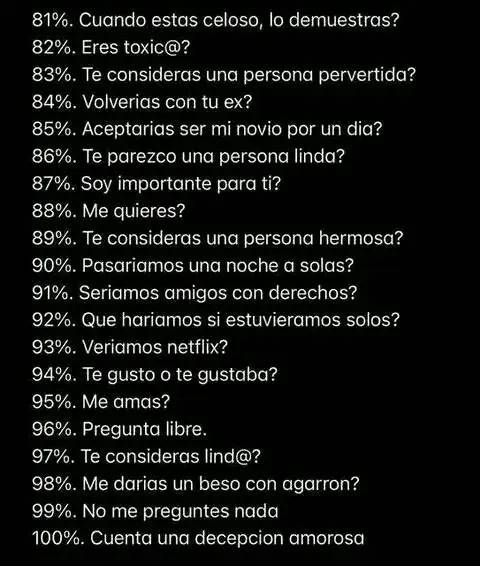 81%. Cuando estas celoso, lo demuestras?
82%. Eres toxic@?
83%. Te consideras una persona pervertida?
84%. Volverias con tu ex?
85%. Aceptarias ser mi novio por un dia?
86%. Te parezco una persona linda?
87%. Soy importante para ti?
88%. Me quieres?
89%. Te consideras una persona hermosa?
90%. Pasariamos una noche a solas?
91%. Seriamos amigos con derechos?
92%. Que hariamos si estuvieramos solos?
93%. Veriamos netflix?
94%. Te gusto o te gustaba?
95%. Me amas?
96%. Pregunta libre.
97%. Te consideras lind@?
98%. Me darias un beso con agarron?
99%. No me preguntes nada
100%. Cuenta una decepcion amorosa